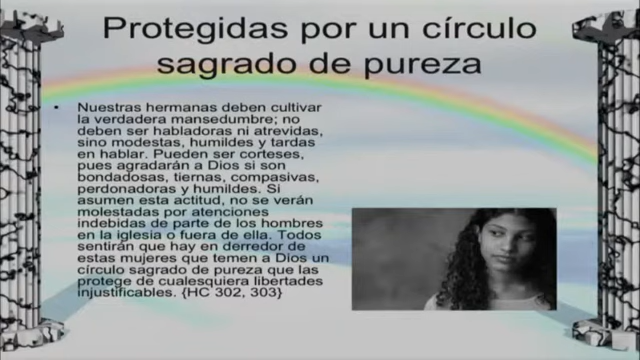 Protegidas por un círculo
sagrado de pureza
• Nuestras hermanas deben cultivar
la verdadera mansedumbre; no
deben ser habladoras ni atrevidas,
sino modestas, humildes y tardas
en hablar. Pueden ser corteses,
pues agradarán a Dios si son
bondadosas, tiernas, compasivas,
perdonadoras y humildes. Si
asumen esta actitud, no se verán
molestadas por atenciones
indebidas de parte de los hombres
en la iglesia o fuera de ella. Todos
sentirán que hay en derredor de
estas mujeres que temen a Dios un
círculo sagrado de pureza que las
protege de cualesquiera libertades
injustificables. {HC 302, 303}